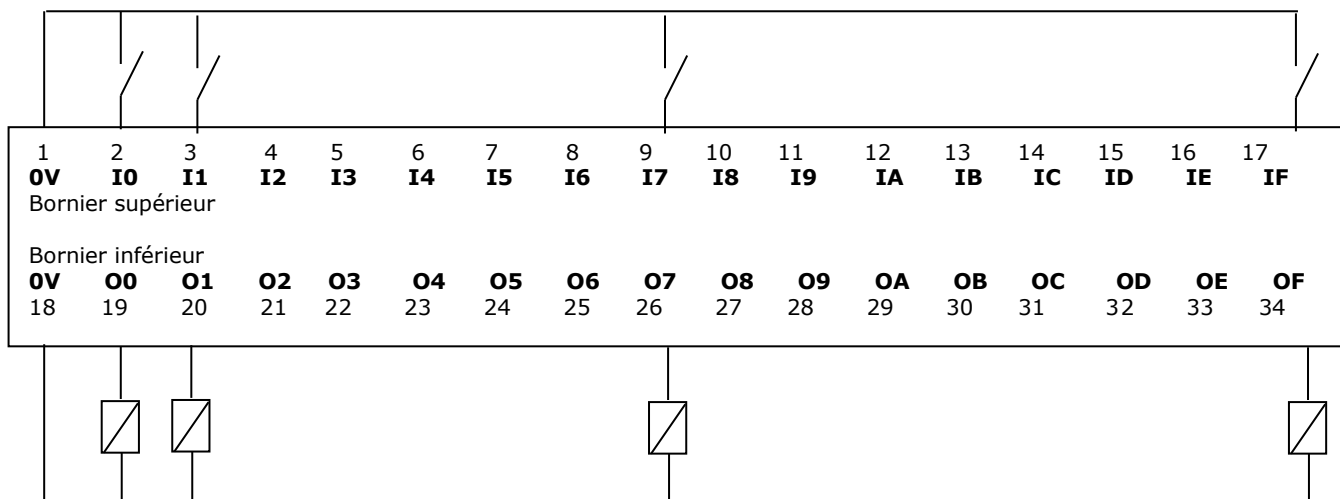 1 2 3 4 5 6 7 8 9 10 11 12 13 14 15 16 17
0V I0 I1 I2 I3 I4 I5 I6 I7 I8 I9 IA IB IC ID IE IF
Bornier supérieur
Bornier inférieur
0V O0 O1 O2 O3 O4 O5 O6 O7 O8 O9 OA OB OC OD OE OF
18 19 20 21 22 23 24 25 26 27 28 29 30 31 32 33 34